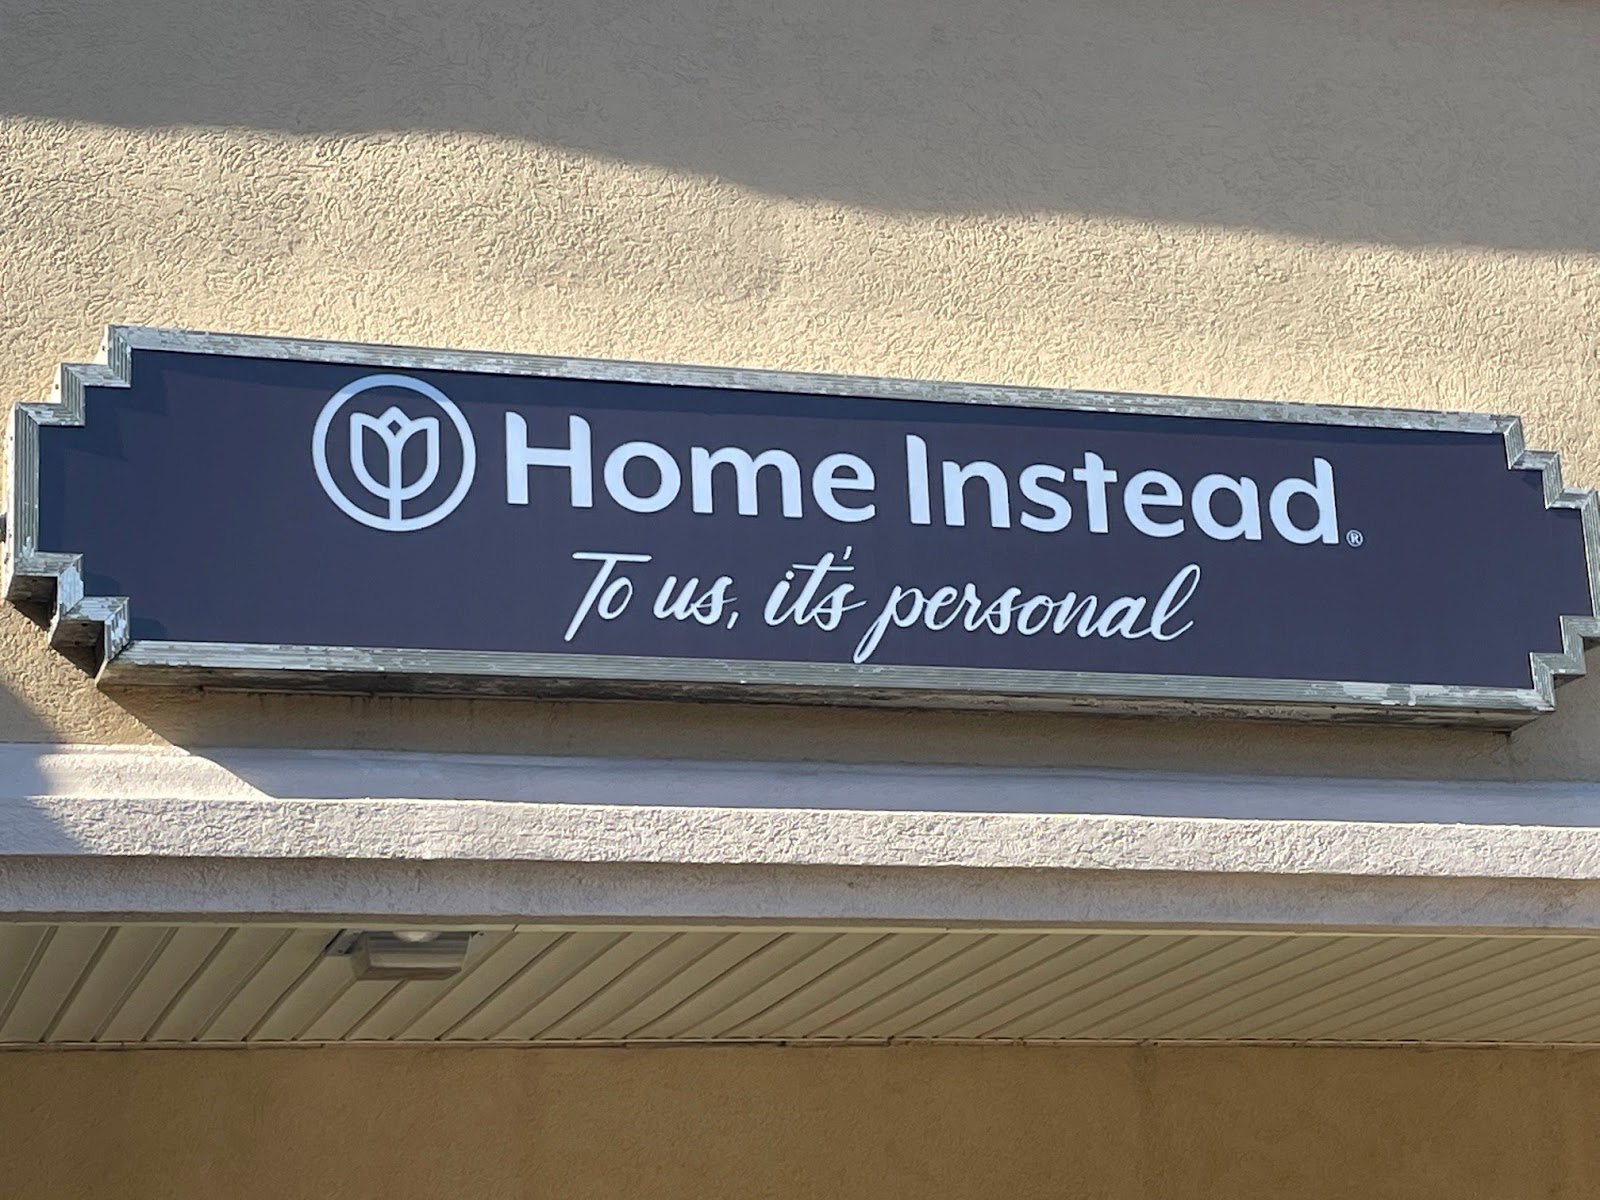 Home Instead®
To us, it's personal